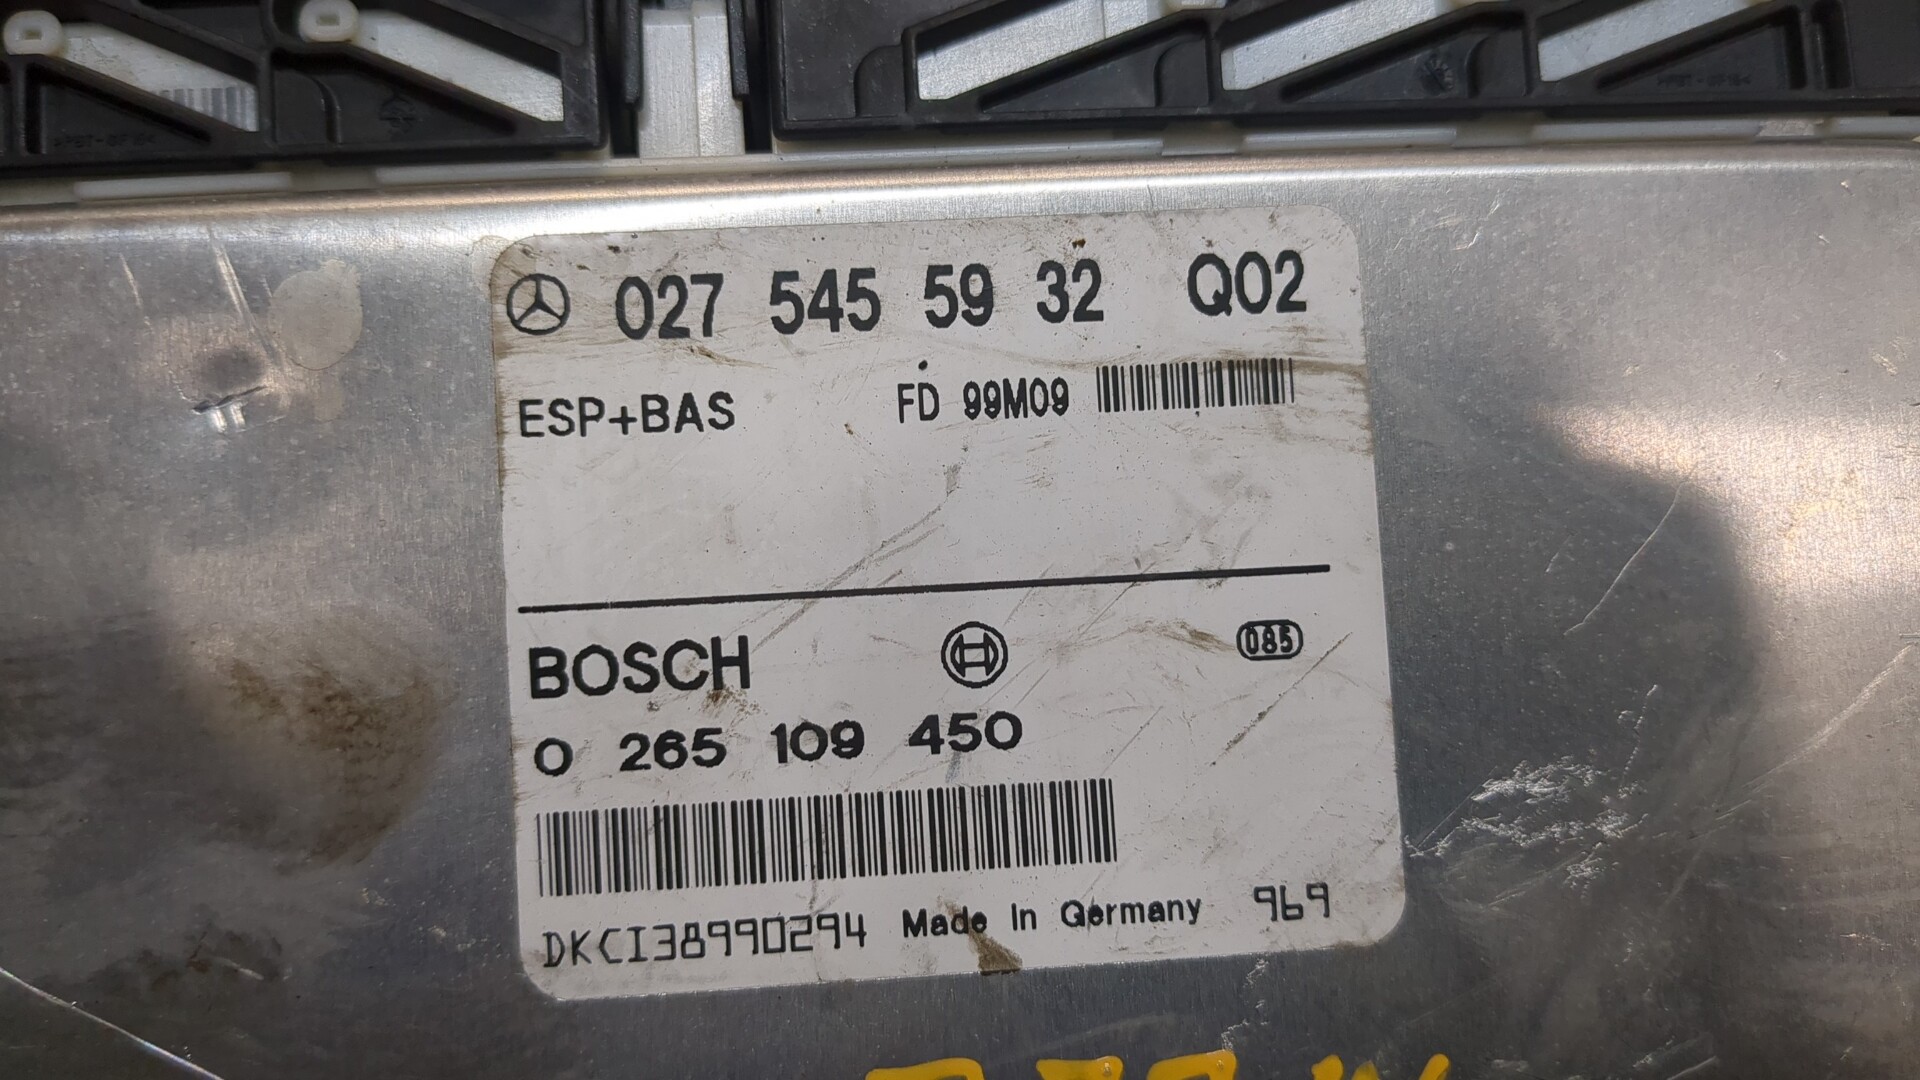 027 545 59 32 Q02
ESP+BAS FD 99M09
BOSCH 085
0 265 109 450
DKCI38990294 Made In Germany 969